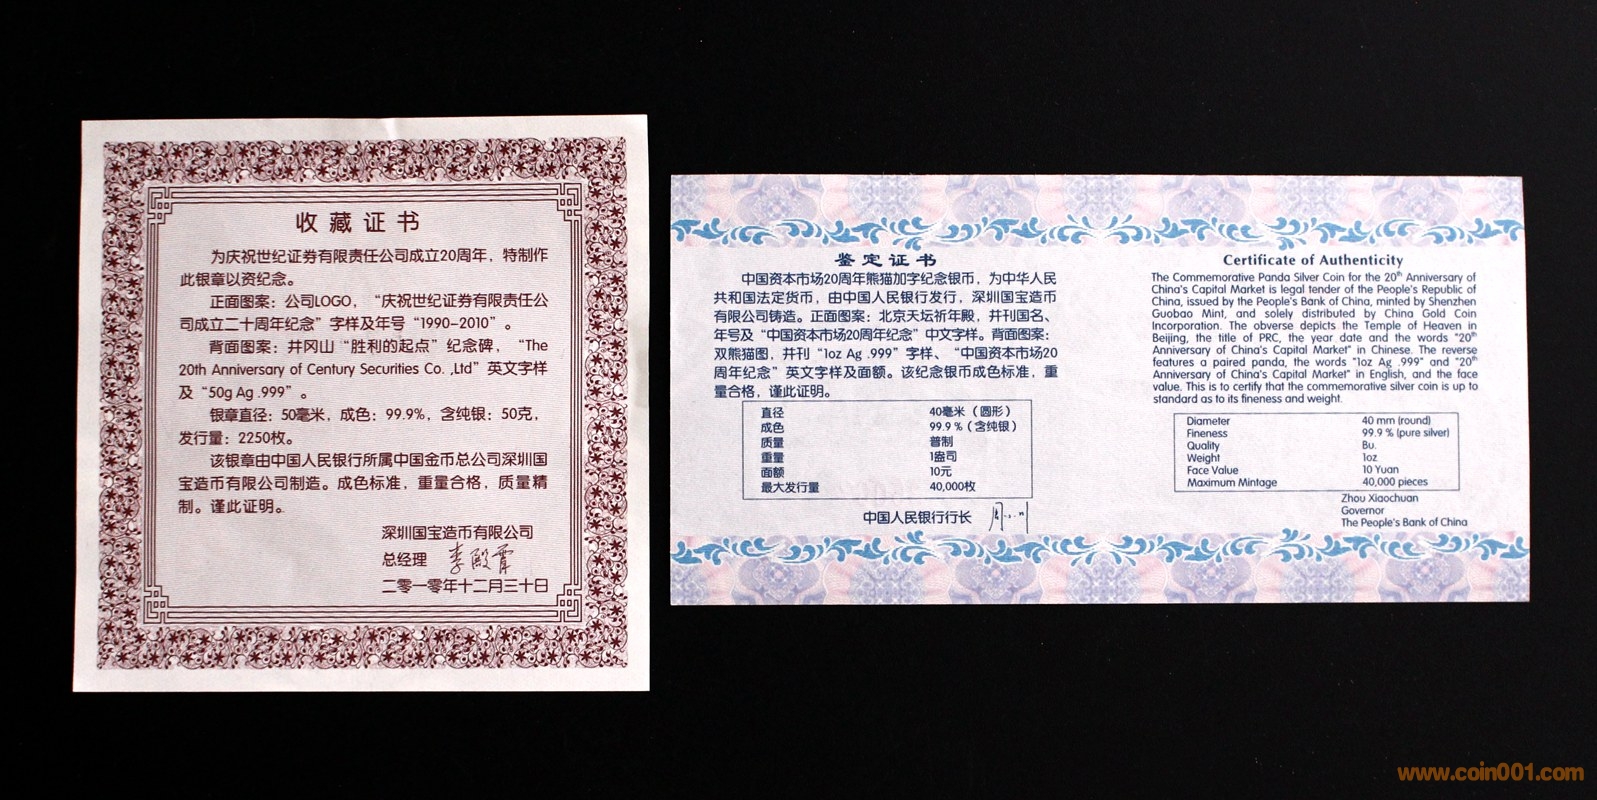 收藏证书
为庆祝世纪证券有限责任公司成立20周年，特制作
此银章以资纪念。
正面图案：公司LOGO，“庆祝世纪证券有限责任公
司成立二十周年纪念”字样及年号“1990-2010”。
背面图案：井冈山“胜利的起点”纪念碑，“The
20th Anniversary of Century Securities Co. ,Ltd”英文字样
及“50g Ag .999”。
银章直径：50毫米，成色：99.9%，含纯银：50克，
发行量：2250枚。
该银章由中国人民银行所属中国金币总公司深圳国
宝造币有限公司制造。成色标准，重量合格，质量精
制。谨此证明。
深圳国宝造币有限公司
总经理 李殿霄
二零一零年十二月三十日
鉴定证书
中国资本市场20周年熊猫加字纪念银币，为中华人民
共和国法定货币，由中国人民银行发行，深圳国宝造币
有限公司铸造。正面图案：北京天坛祈年殿，井刊国名、
年号及“中国资本市场20周年纪念”中文字样。背面图案：
双熊猫图，井刊“1oz Ag .999”字样、“中国资本市场20
周年纪念”英文字样及面额。该纪念银币成色标准，重
量合格，谨此证明。
直径 40毫米（圆形）
成色 99.9 %（含纯银）
质量 普制
重量 1盎司
面额 10元
最大发行量 40,000枚
中国人民银行行长
Certificate of Authenticity
The Commemorative Panda Silver Coin for the 20th Anniversary of
China's Capital Market is legal tender of the People's Republic of
China, issued by the People's Bank of China, minted by Shenzhen
Guobao Mint, and solely distributed by China Gold Coin
Incorporation. The obverse depicts the Temple of Heaven in
Beijing, the title of PRC, the year date and the words "20th
Anniversary of China's Capital Market" in Chinese. The reverse
features a paired panda, the words "1oz Ag .999" and "20th
Anniversary of China's Capital Market" in English, and the face
value. This is to certify that the commemorative silver coin is up to
standard as to its fineness and weight.
Diameter 40 mm (round)
Fineness 99.9 % (pure silver)
Quality Bu.
Weight 1oz
Face Value 10 Yuan
Maximum Mintage 40,000 pieces
Zhou Xiaochuan
Governor
The People's Bank of China
www.coin001.com